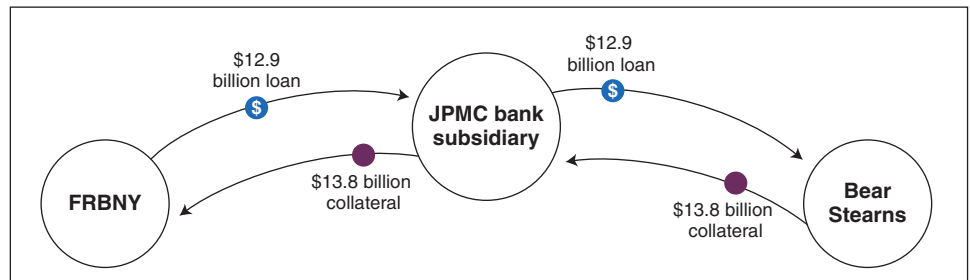 $12.9
billion loan
$
JPMC bank
subsidiary
$12.9
billion loan
$
FRBNY
$13.8 billion
collateral
$13.8 billion
collateral
Bear
Stearns